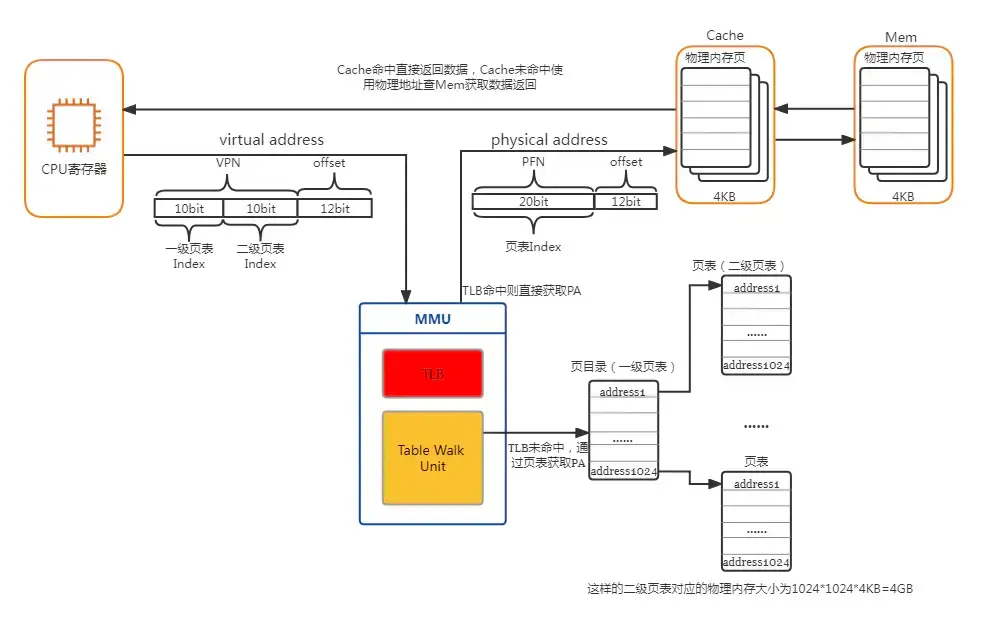 Cache
Mem
物理内存页
物理内存页
Cache命中直接返回数据，Cache未命中使
用物理地址查Mem获取数据返回
CPU寄存器
virtual address
physical address
VPN
offset
PFN
offset
10bit
10bit
12bit
20bit
12bit
4KB
4KB
一级页表
Index
二级页表
Index
页表Index
TLB命中则直接获取PA
MMU
TLB
Table Walk
Unit
TLB未命中，通
过页表获取PA
页目录（一级页表）
address1
......
address1024
页表（二级页表）
address1
......
address1024
......
页表
address1
......
address1024
这样的二级页表对应的物理内存大小为1024*1024*4KB=4GB